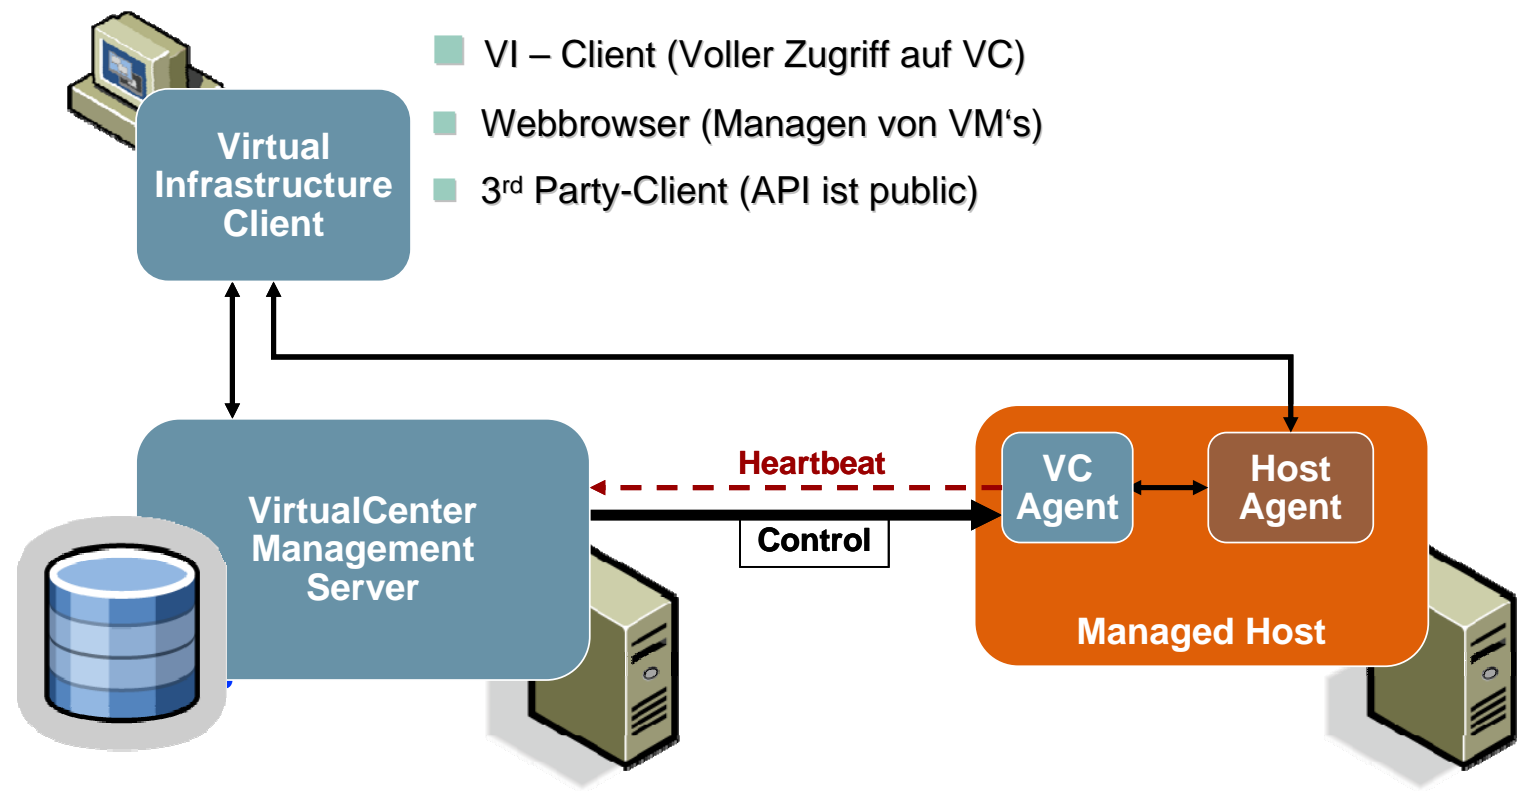 VI – Client (Voller Zugriff auf VC)
Webbrowser (Managen von VM‘s)
3rd Party-Client (API ist public)
Virtual
Infrastructure
Client
VirtualCenter
Management
Server
Heartbeat
Control
VC
Agent
Host
Agent
Managed Host